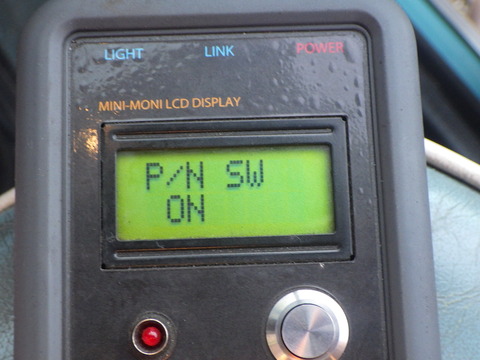 LIGHT LINK POWER
MINI-MONI LCD DISPLAY
P/N SW
ON